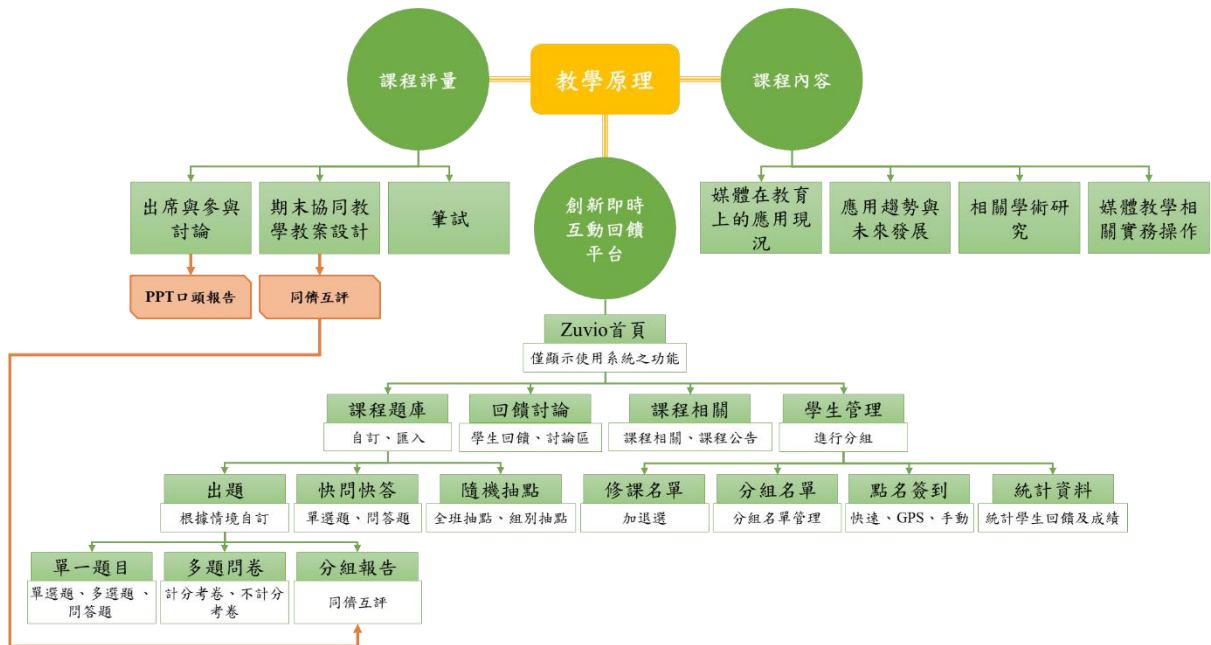 課程評量
教學原理
課程內容
出席與參與
討論
期末協同教
學教案設計
筆試
創新即時
互動回饋
平台
媒體在教育
上的應用現
況
應用趨勢與
未來發展
相關學術研
究
媒體教學相
關實務操作
PPT口頭報告
同儕互評
Zuvio首頁
僅顯示使用系統之功能
課程題庫
自訂、匯入
回饋討論
學生回饋、討論區
課程相關
課程相關、課程公告
學生管理
進行分組
出題
根據情境自訂
快問快答
單選題、問答題
隨機抽點
全班抽點、組別抽點
修課名單
加退選
分組名單
分組名單管理
點名簽到
快速、GPS、手動
統計資料
統計學生回饋及成績
單一題目
單選題、多選題、
問答題
多題問卷
計分考卷、不計分
考卷
分組報告
同儕互評